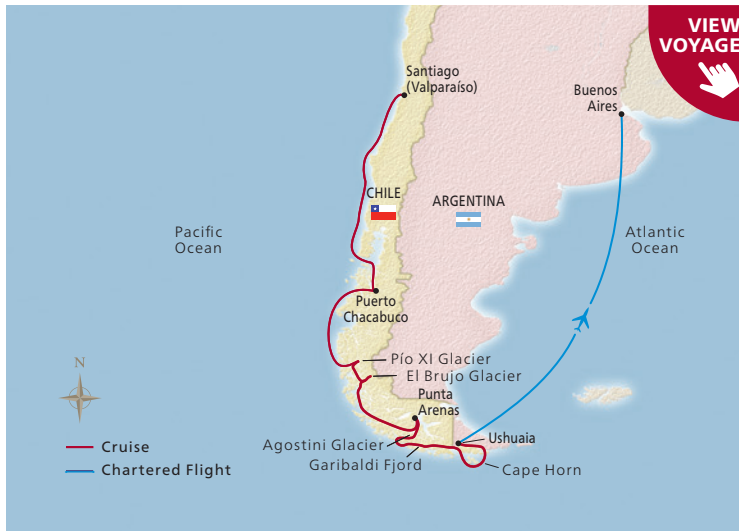 VIEW
VOYAGE
Santiago
(Valparaíso)
Buenos
Aires
CHILE
ARGENTINA
Pacific
Ocean
Atlantic
Ocean
Puerto
Chacabuco
Pío XI Glacier
El Brujo Glacier
N
Punta
Arenas
Ushuaia
Agostini Glacier
Garibaldi Fjord
Cape Horn
Cruise
Chartered Flight